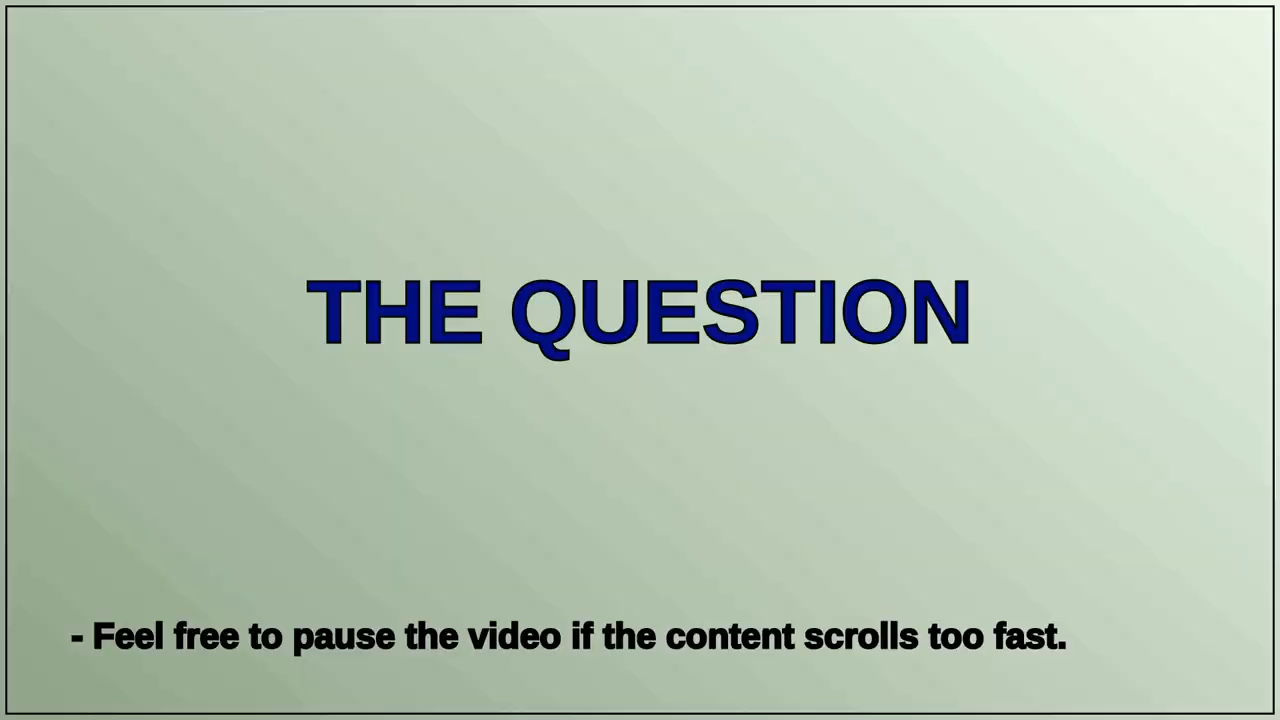 THE QUESTION
- Feel free to pause the video if the content scrolls too fast.